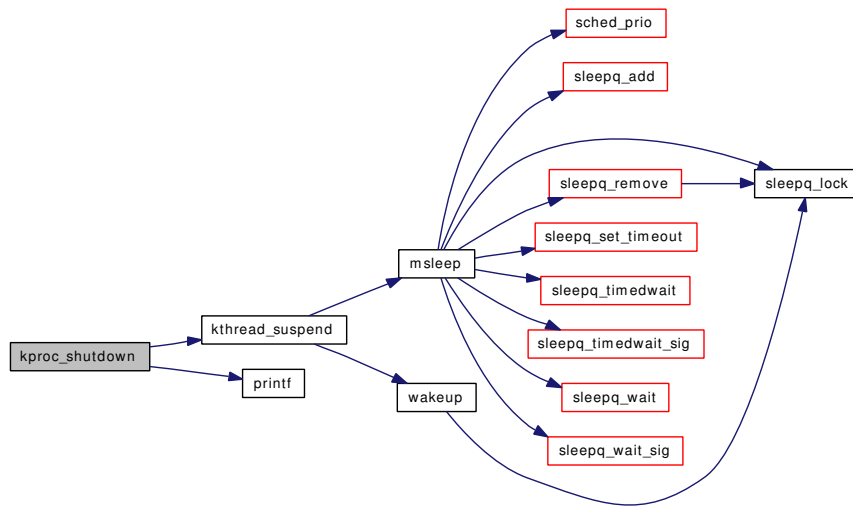 sched_prio
sleepq_add
sleepq_remove
sleepq_lock
sleepq_set_timeout
msleep
sleepq_timedwait
kthread_suspend
sleepq_timedwait_sig
kproc_shutdown
printf
wakeup
sleepq_wait
sleepq_wait_sig